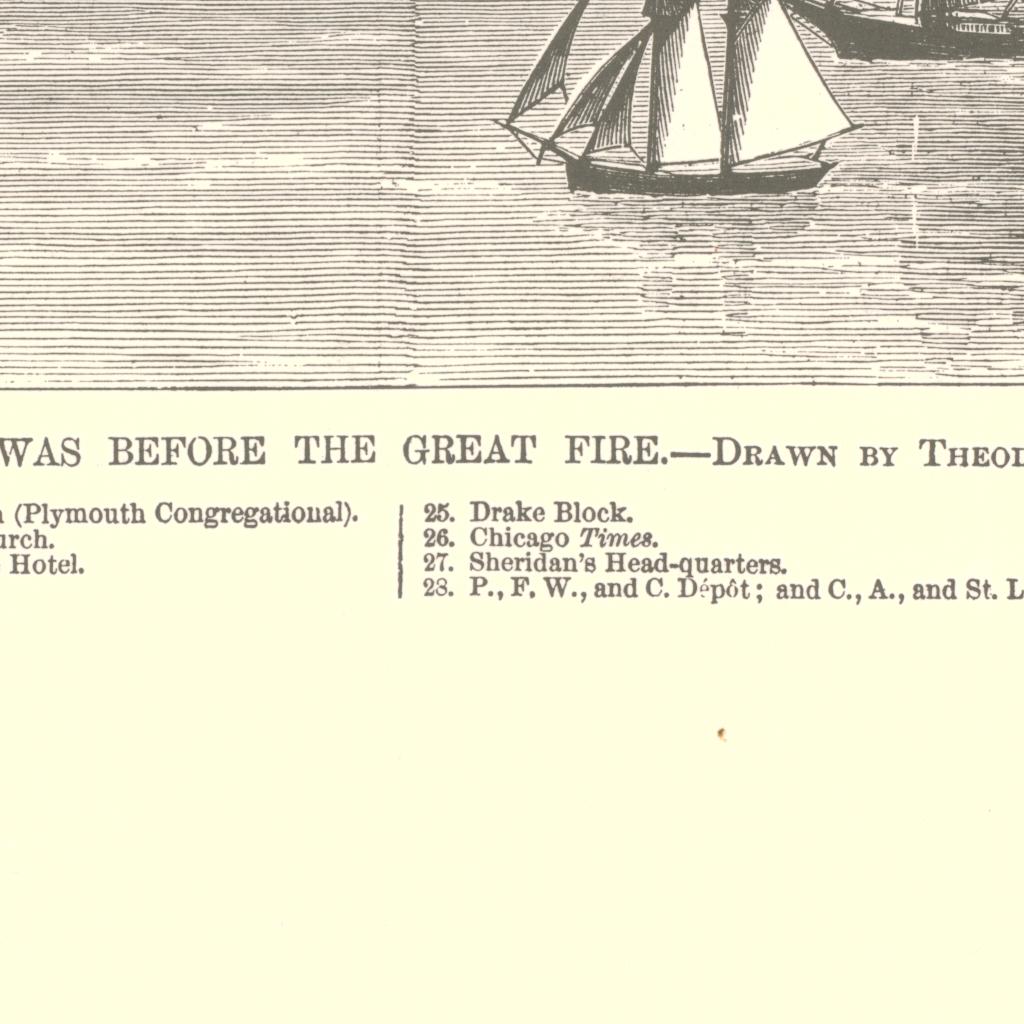 WAS BEFORE THE GREAT FIRE.—DRAWN BY THEOD
(Plymouth Congregational).
urch.
Hotel.
25. Drake Block.
26. Chicago Times.
27. Sheridan's Head-quarters.
28. P., F. W., and C. Dépôt; and C., A., and St. L